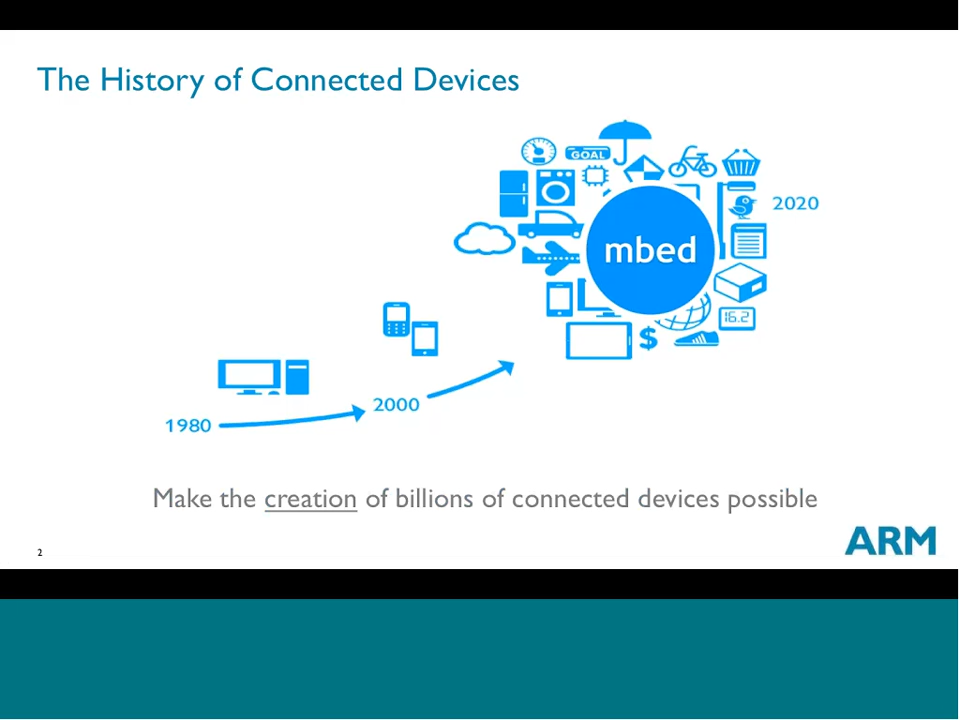 The History of Connected Devices
GOAL
2020
mbed
16.2
$
2000
1980
Make the creation of billions of connected devices possible
ARM
2